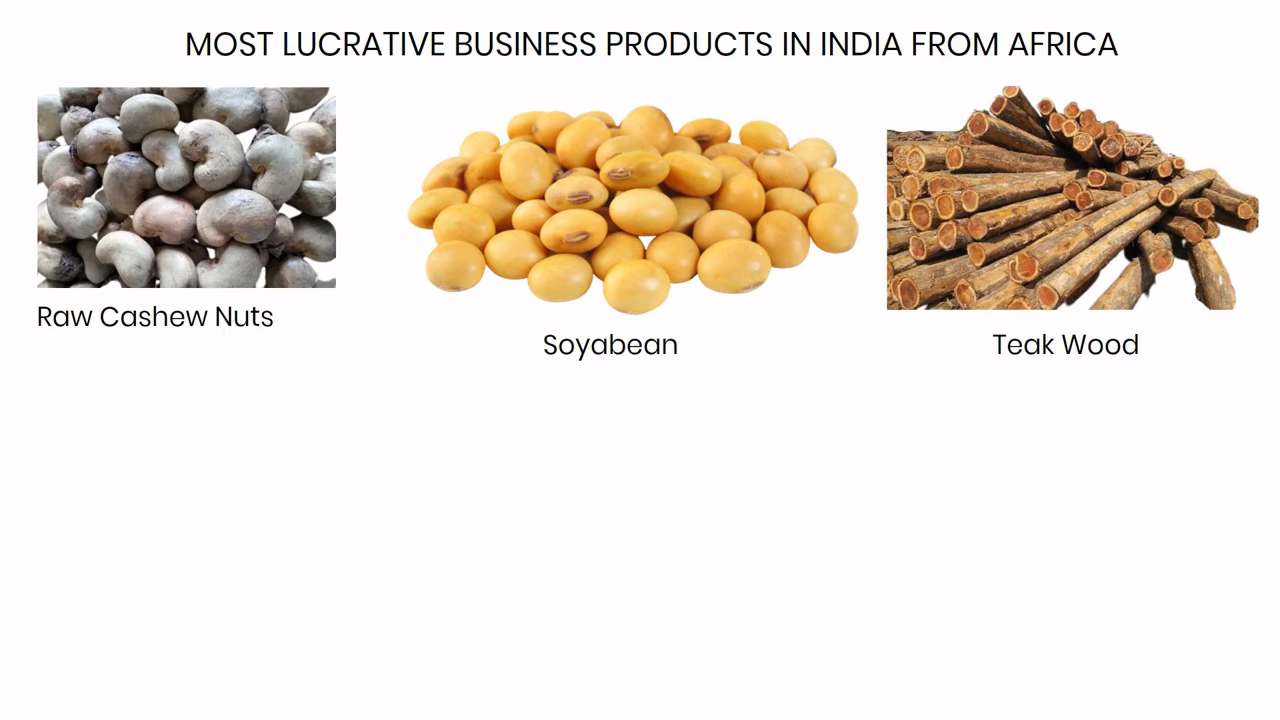 MOST LUCRATIVE BUSINESS PRODUCTS IN INDIA FROM AFRICA
Raw Cashew Nuts
Soyabean
Teak Wood